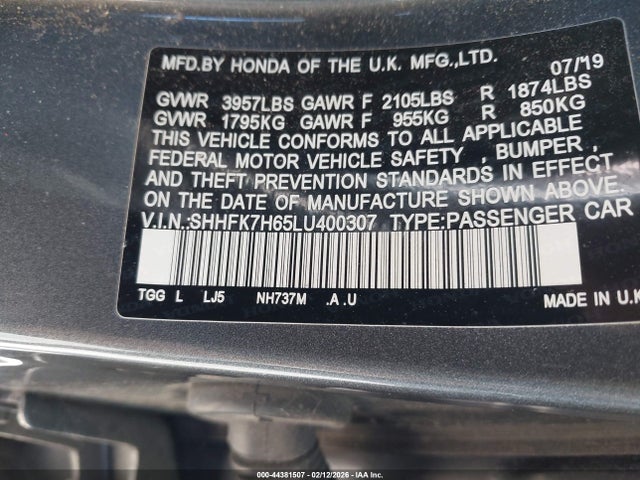 MFD.BY HONDA OF THE U.K. MFG.,LTD. 07/'19
GVWR 3957LBS GAWR F 2105LBS R 1874LBS
GVWR 1795KG GAWR F 955KG R 850KG
THIS VEHICLE CONFORMS TO ALL APPLICABLE
FEDERAL MOTOR VEHICLE SAFETY , BUMPER ,
AND THEFT PREVENTION STANDARDS IN EFFECT
ON THE DATE OF MANUFACTURE SHOWN ABOVE.
V.I.N.:SHHFK7H65LU400307 TYPE:PASSENGER CAR
TGG L LJ5 NH737M .A.U MADE IN U.K
000-44381507 - 02/12/2026 - IAA Inc.